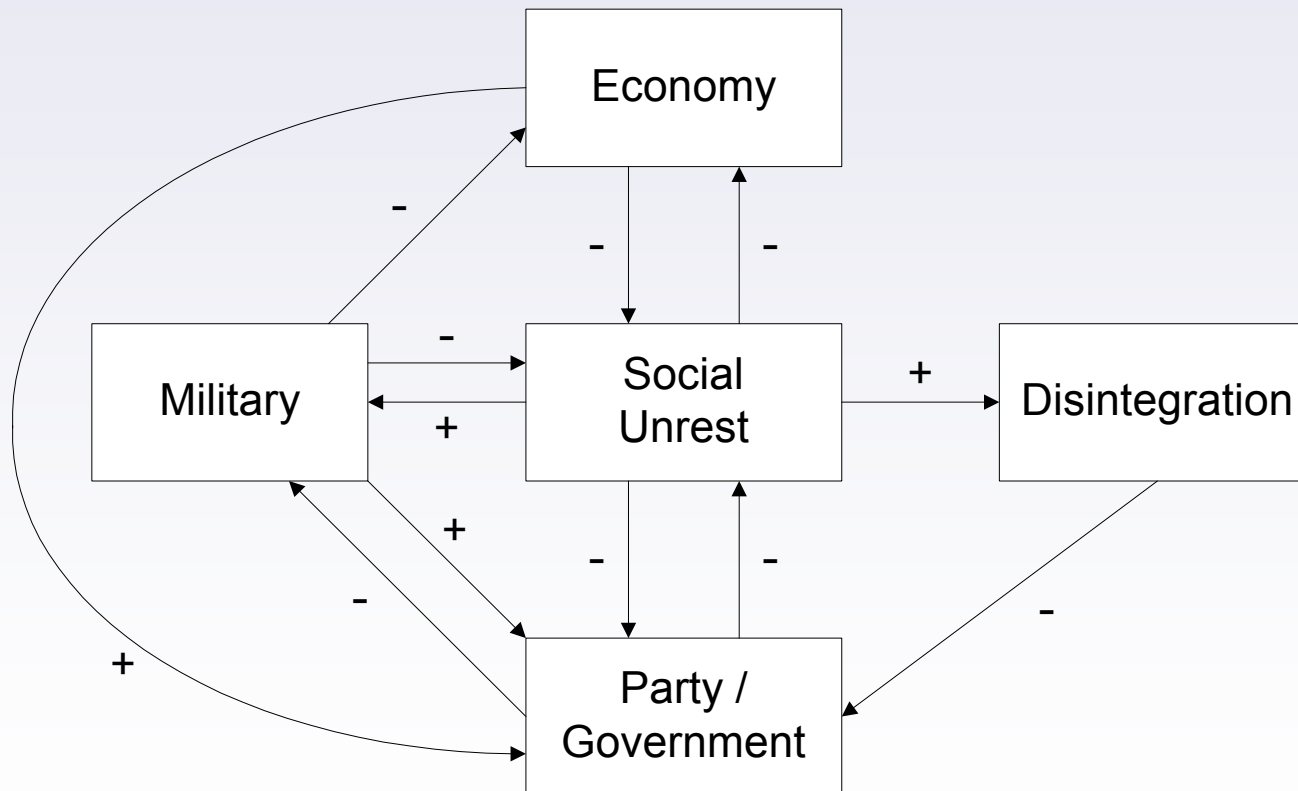 Economy
-
-
-
Military
-
Social
Unrest
+
Disintegration
+
+
-
-
-
-
+
Party /
Government